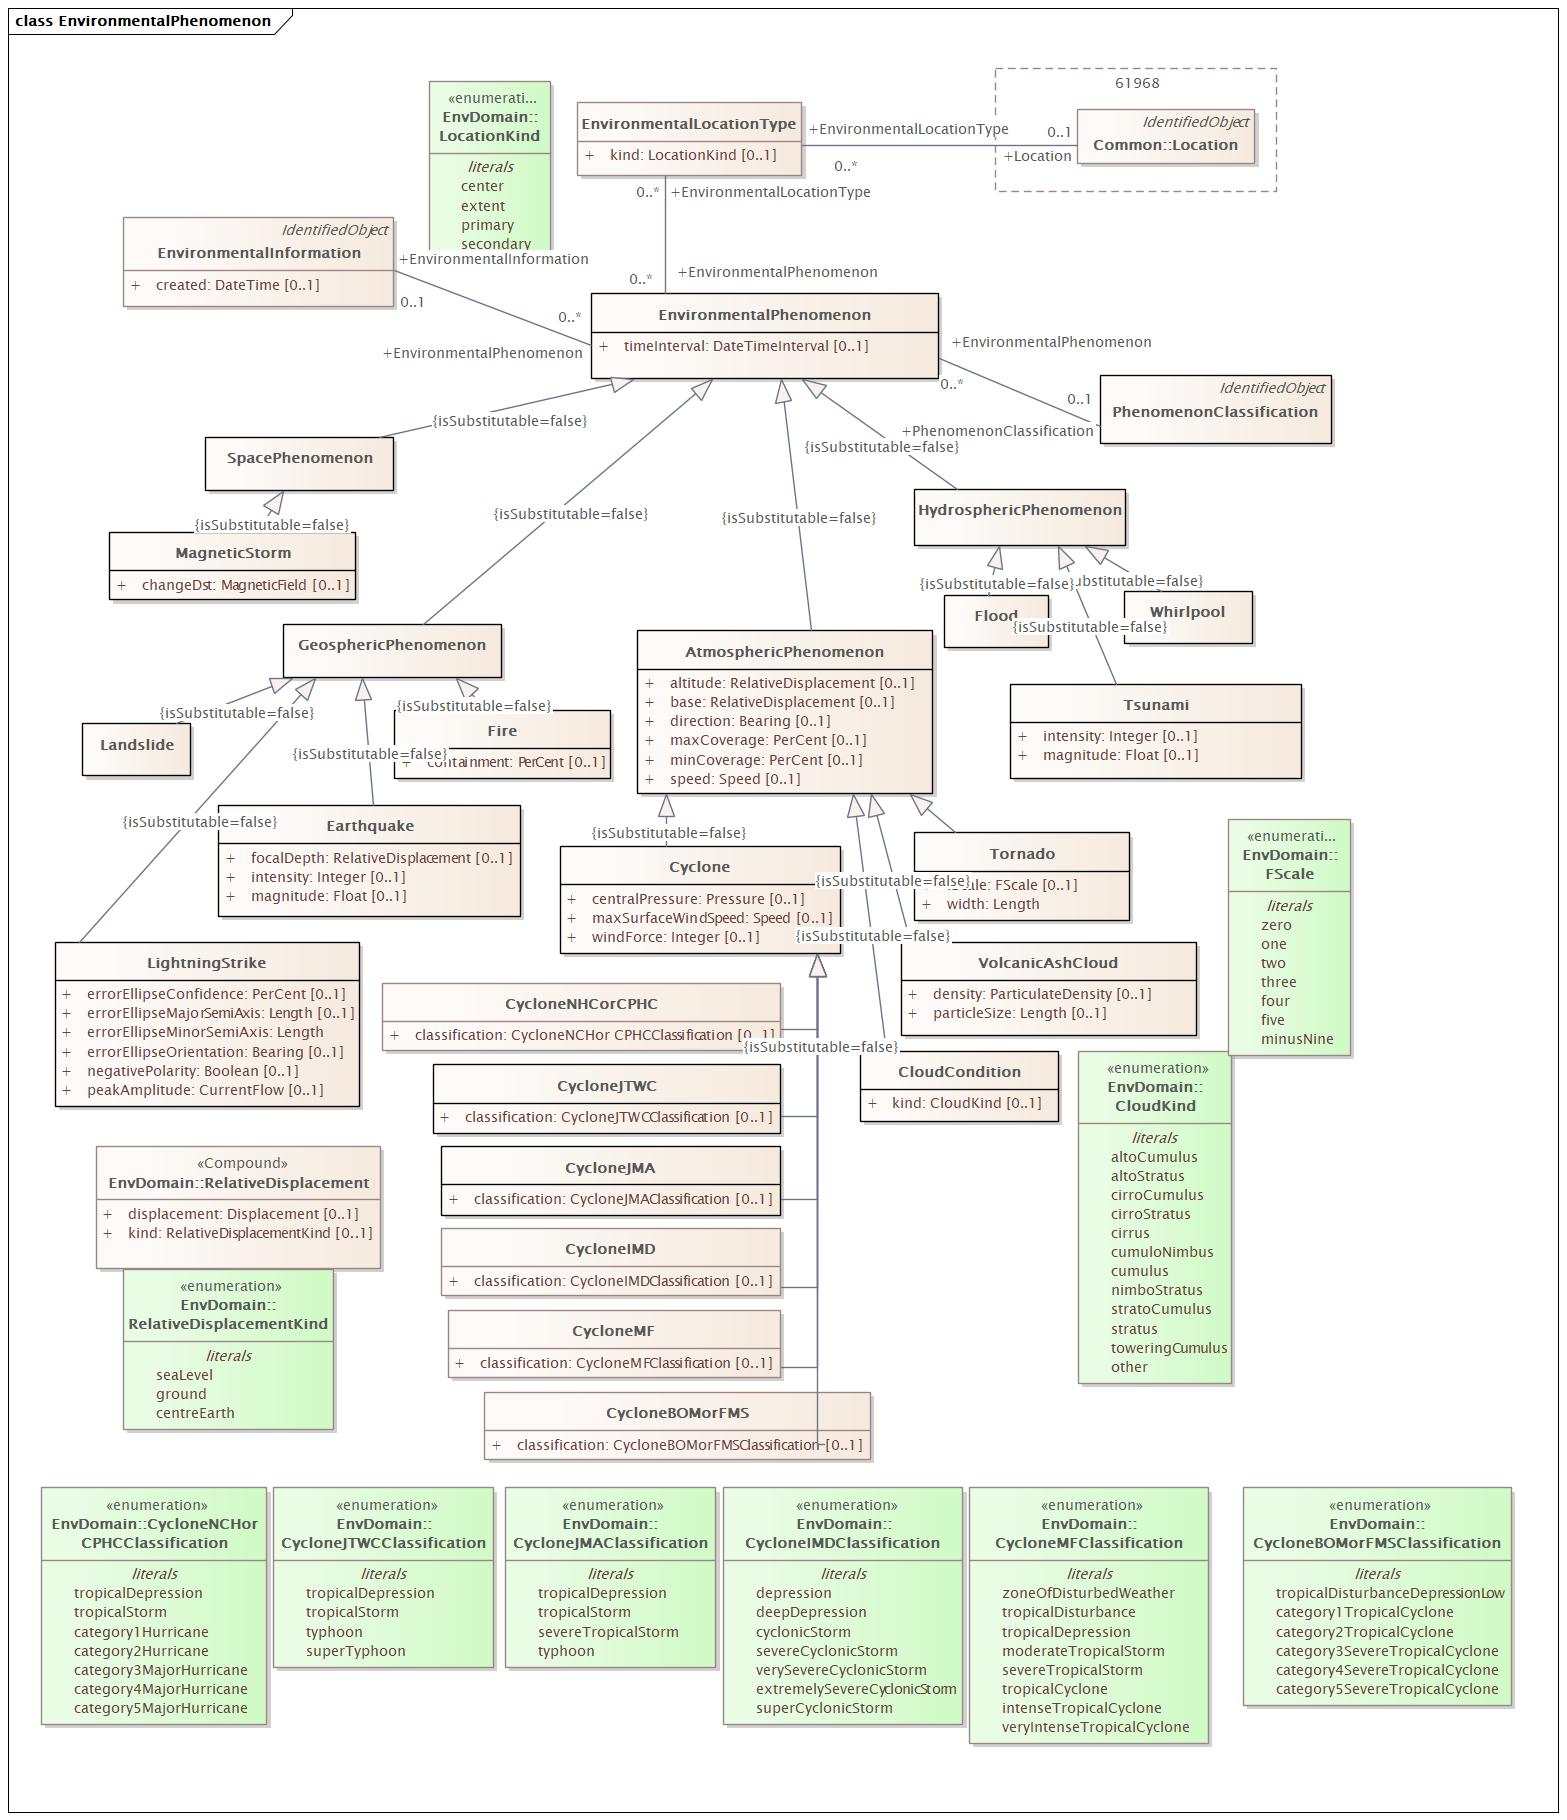 class EnvironmentalPhenomenon
«enumerati...
EnvDomain::
LocationKind
literals
center
extent
primary
secondary
EnvironmentalLocationType
+ kind: LocationKind [0..1]
+EnvironmentalLocationType
0..*
0..1
+Location
61968
IdentifiedObject
Common::Location
0..*
+EnvironmentalLocationType
0..*
+EnvironmentalPhenomenon
IdentifiedObject
EnvironmentalInformation
+ created: DateTime [0..1]
+EnvironmentalInformation
0..1
0..*
+EnvironmentalPhenomenon
EnvironmentalPhenomenon
+ timeInterval: DateTimeInterval [0..1]
+EnvironmentalPhenomenon
0..*
0..1
+PhenomenonClassification
IdentifiedObject
PhenomenonClassification
{isSubstitutable=false}
{isSubstitutable=false}
{isSubstitutable=false}
{isSubstitutable=false}
SpacePhenomenon
{isSubstitutable=false}
MagneticStorm
+ changeDst: MagneticField [0..1]
HydrosphericPhenomenon
{isSubstitutable=false}
ubstitutable=false}
{isSubstitutable=false}
Flood
Whirlpool
Tsunami
+ intensity: Integer [0..1]
+ magnitude: Float [0..1]
GeosphericPhenomenon
{isSubstitutable=false}
{isSubstitutable=false}
{isSubstitutable=false}
{isSubstitutable=false}
Landslide
Fire
+ containment: PerCent [0..1]
Earthquake
+ focalDepth: RelativeDisplacement [0..1]
+ intensity: Integer [0..1]
+ magnitude: Float [0..1]
LightningStrike
+ errorEllipseConfidence: PerCent [0..1]
+ errorEllipseMajorSemiAxis: Length [0..1]
+ errorEllipseMinorSemiAxis: Length
+ errorEllipseOrientation: Bearing [0..1]
+ negativePolarity: Boolean [0..1]
+ peakAmplitude: CurrentFlow [0..1]
AtmosphericPhenomenon
+ altitude: RelativeDisplacement [0..1]
+ base: RelativeDisplacement [0..1]
+ direction: Bearing [0..1]
+ maxCoverage: PerCent [0..1]
+ minCoverage: PerCent [0..1]
+ speed: Speed [0..1]
{isSubstitutable=false}
{isSubstitutable=false}
{isSubstitutable=false}
{isSubstitutable=false}
Cyclone
+ centralPressure: Pressure [0..1]
+ maxSurfaceWindSpeed: Speed [0..1]
+ windForce: Integer [0..1]
Tornado
+ fScale: FScale [0..1]
+ width: Length
VolcanicAshCloud
+ density: ParticulateDensity [0..1]
+ particleSize: Length [0..1]
CloudCondition
+ kind: CloudKind [0..1]
«enumerati...
EnvDomain::
FScale
literals
zero
one
two
three
four
five
minusNine
«enumeration»
EnvDomain::
CloudKind
literals
altoCumulus
altoStratus
cirroCumulus
cirroStratus
cirrus
cumuloNimbus
cumulus
nimboStratus
stratoCumulus
stratus
toweringCumulus
other
CycloneNHCorCPHC
+ classification: CycloneNCHor CPHCClassification [0..1]
CycloneJTWC
+ classification: CycloneJTWCClassification [0..1]
CycloneJMA
+ classification: CycloneJMAClassification [0..1]
CycloneIMD
+ classification: CycloneIMDClassification [0..1]
CycloneMF
+ classification: CycloneMFClassification [0..1]
CycloneBOMorFMS
+ classification: CycloneBOMorFMSClassification [0..1]
«Compound»
EnvDomain::RelativeDisplacement
+ displacement: Displacement [0..1]
+ kind: RelativeDisplacementKind [0..1]
«enumeration»
EnvDomain::
RelativeDisplacementKind
literals
seaLevel
ground
centreEarth
«enumeration»
EnvDomain::CycloneNCHor
CPHCClassification
literals
tropicalDepression
tropicalStorm
category1Hurricane
category2Hurricane
category3MajorHurricane
category4MajorHurricane
category5MajorHurricane
«enumeration»
EnvDomain::
CycloneJTWCClassification
literals
tropicalDepression
tropicalStorm
typhoon
superTyphoon
«enumeration»
EnvDomain::
CycloneJMAClassification
literals
tropicalDepression
tropicalStorm
severeTropicalStorm
typhoon
«enumeration»
EnvDomain::
CycloneIMDClassification
literals
depression
deepDepression
cyclonicStorm
severeCyclonicStorm
verySevereCyclonicStorm
extremelySevereCyclonicStorm
superCyclonicStorm
«enumeration»
EnvDomain::
CycloneMFClassification
literals
zoneOfDisturbedWeather
tropicalDisturbance
tropicalDepression
moderateTropicalStorm
severeTropicalStorm
tropicalCyclone
intenseTropicalCyclone
veryIntenseTropicalCyclone
«enumeration»
EnvDomain::
CycloneBOMorFMSClassification
literals
tropicalDisturbanceDepressionLow
category1TropicalCyclone
category2TropicalCyclone
category3SevereTropicalCyclone
category4SevereTropicalCyclone
category5SevereTropicalCyclone